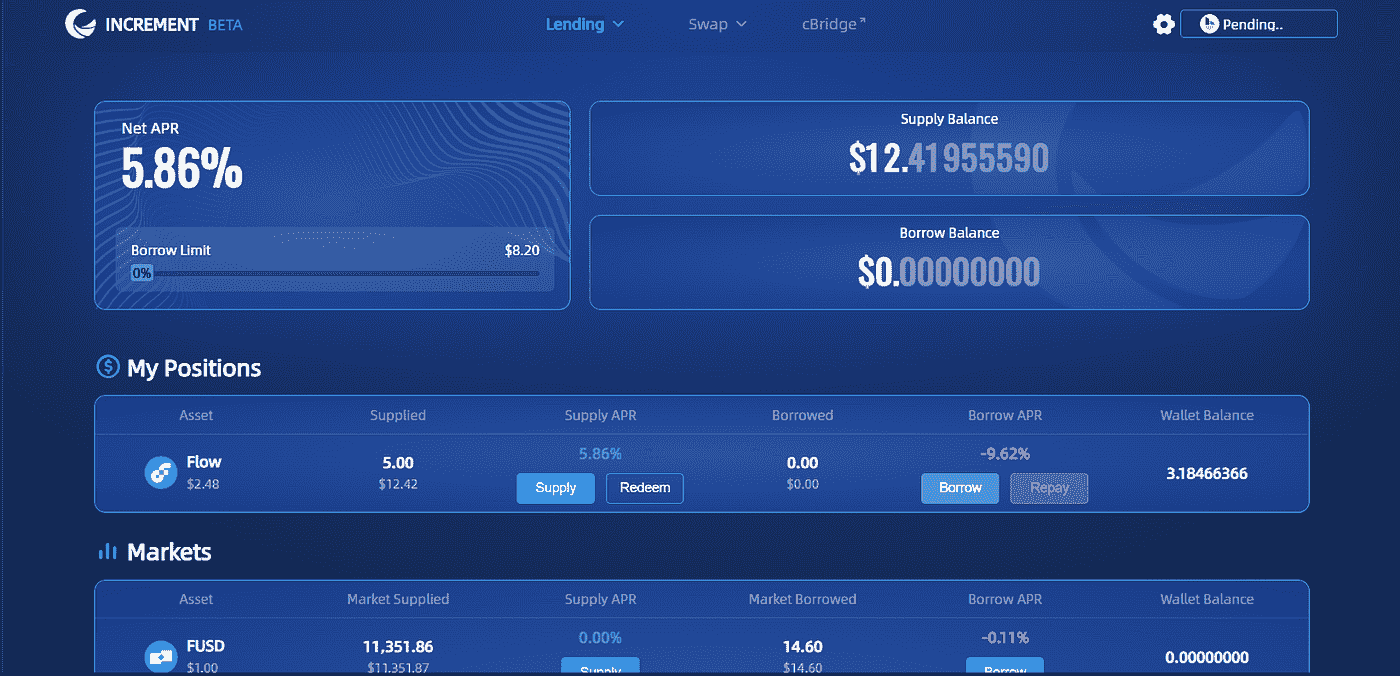 INCREMENT BETA Lending Swap cBridge↗ Pending..
Net APR
5.86%
Borrow Limit $8.20
0%
Supply Balance
$12.41955590
Borrow Balance
$0.00000000
My Positions
Asset Supplied Supply APR Borrowed Borrow APR Wallet Balance
Flow 5.00 5.86% 0.00 -9.62% 3.18466366
$2.48 $12.42 Supply Redeem $0.00 Borrow Repay
Markets
Asset Market Supplied Supply APR Market Borrowed Borrow APR Wallet Balance
FUSD 11,351.86 0.00% 14.60 -0.11% 0.00000000
$1.00 $11,351.87 Supply $14.60 Borrow